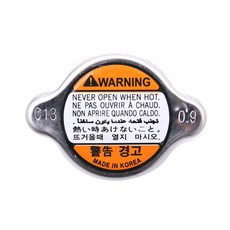 WARNING
NEVER OPEN WHEN HOT.
NE PAS OUVRIR À CHAUD.
NON APRIRE QUANDO CALDO.
熱い時あけないこと。
뜨거울때 열지 마시오.
C13 0.9
警告 경고
MADE IN KOREA